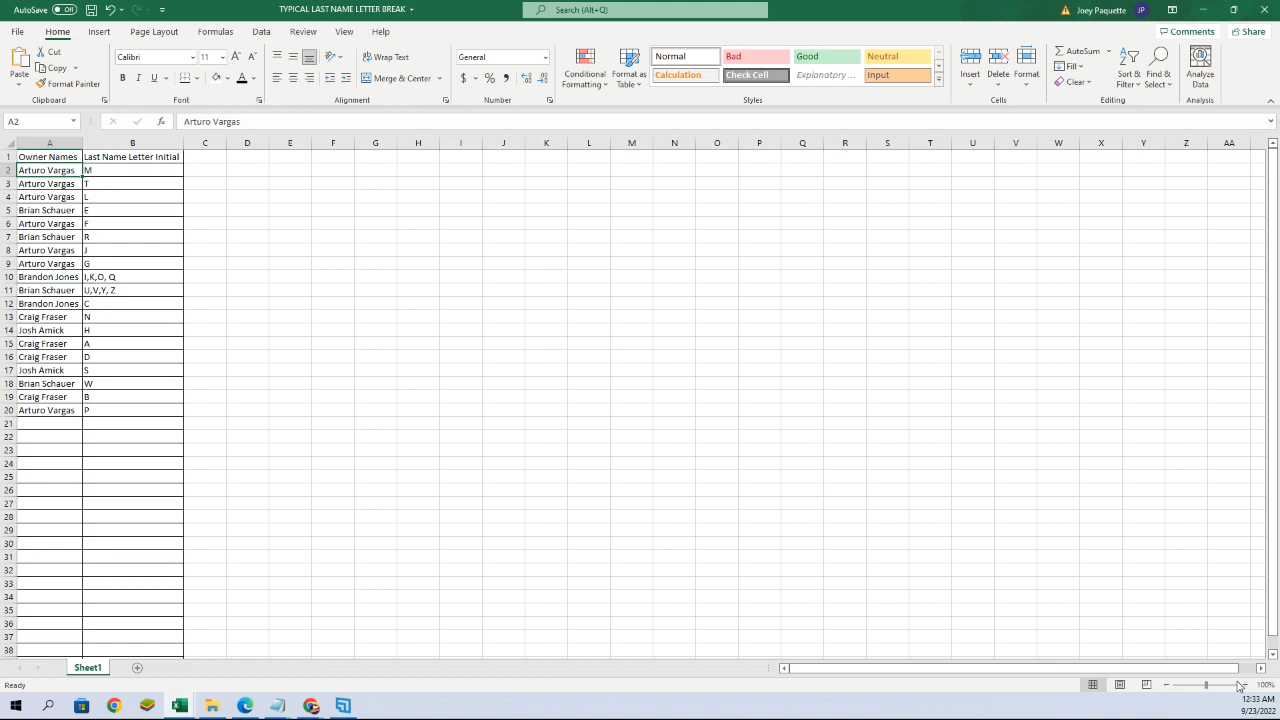 AutoSave Off TYPICAL LAST NAME LETTER BREAK Search (Alt+Q) Joey Paquette JP
File Home Insert Page Layout Formulas Data Review View Help Comments Share
Paste Cut Copy Format Painter Clipboard
Calibri 11 A A B I U A Font
Wrap Text Merge & Center Alignment
General $ % Number
Conditional Formatting Format as Table
Normal Bad Good Neutral
Calculation Check Cell Explanatory ... Input
Styles
Insert Delete Format Cells
AutoSum Fill Clear Sort & Filter Find & Select Editing
Analyze Data Analysis
A2 fx Arturo Vargas
A B C D E F G H I J K L M N O P Q R S T U V W X Y Z AA
1 Owner Names Last Name Letter Initial
2 Arturo Vargas M
3 Arturo Vargas T
4 Arturo Vargas L
5 Brian Schauer E
6 Arturo Vargas F
7 Brian Schauer R
8 Arturo Vargas J
9 Arturo Vargas G
10 Brandon Jones I,K,O, Q
11 Brian Schauer U,V,Y, Z
12 Brandon Jones C
13 Craig Fraser N
14 Josh Amick H
15 Craig Fraser A
16 Craig Fraser D
17 Josh Amick S
18 Brian Schauer W
19 Craig Fraser B
20 Arturo Vargas P
21
22
23
24
25
26
27
28
29
30
31
32
33
34
35
36
37
38
Sheet1
Ready 100%
12:33 AM
9/23/2022